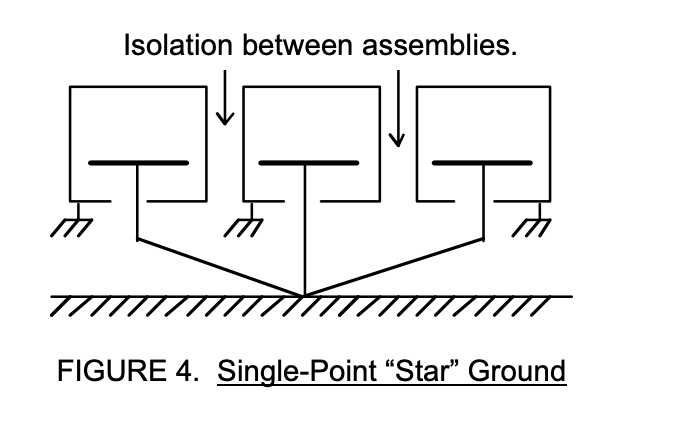 Isolation between assemblies.
FIGURE 4. Single-Point “Star” Ground